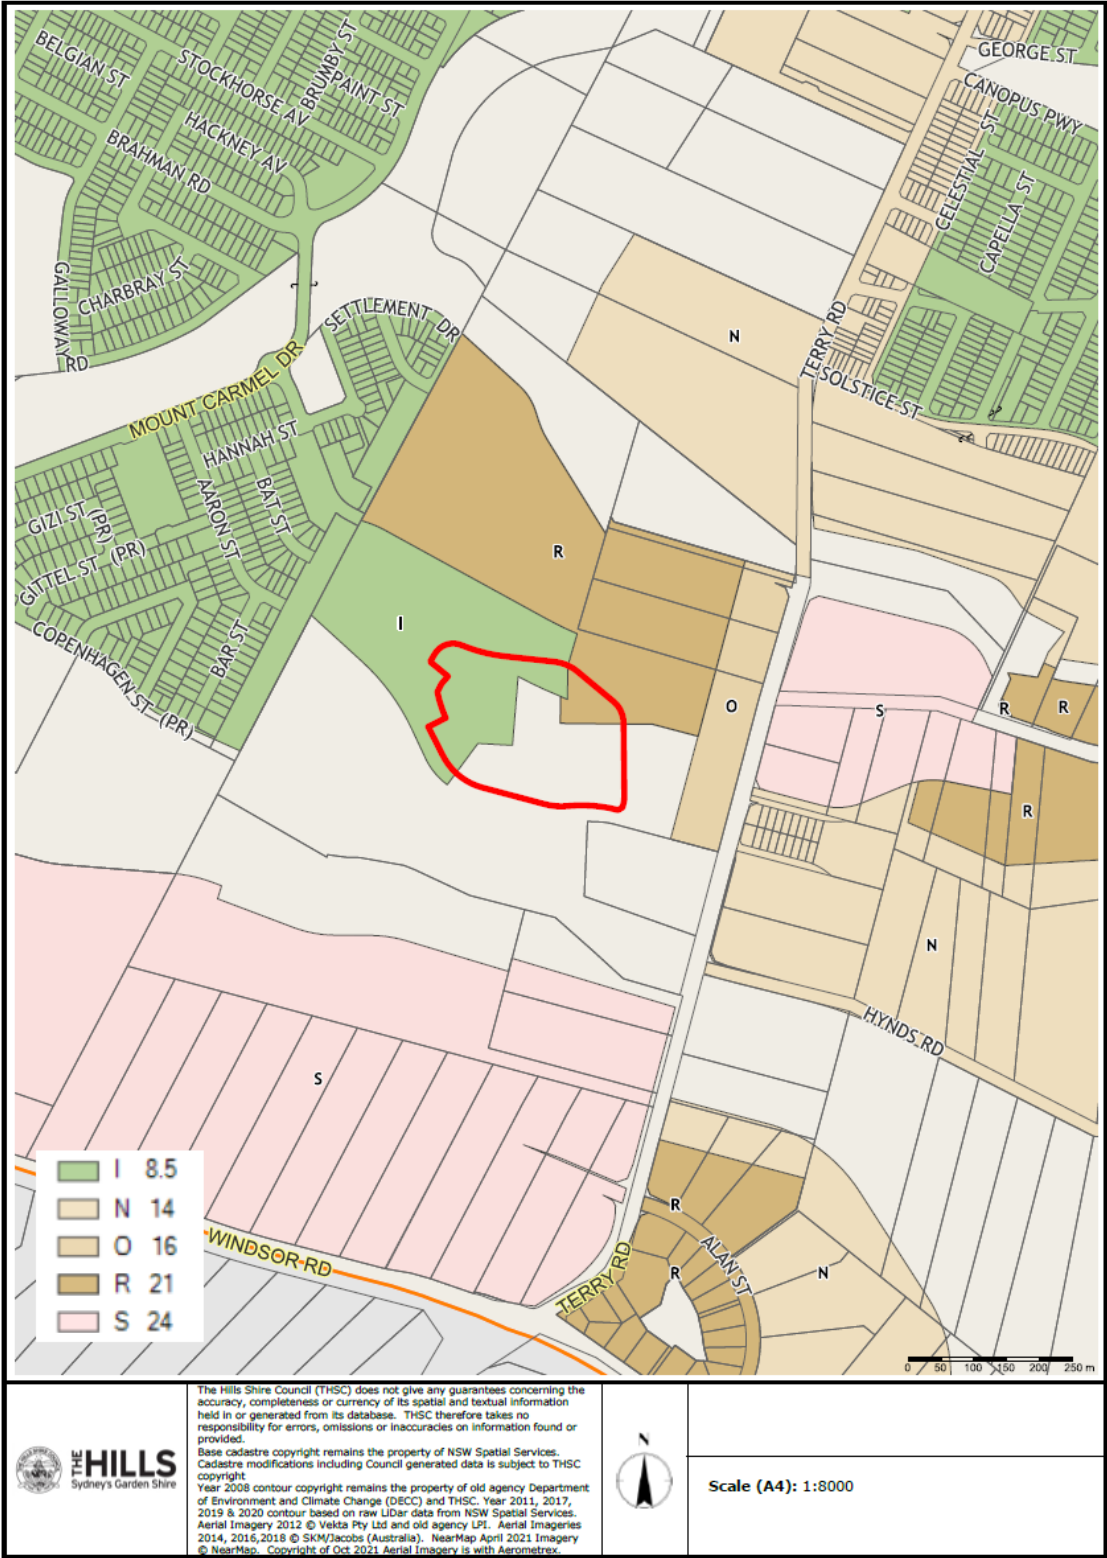 BELGIAN ST
STOCKHORSE AV
BRUMBY ST
PAINT ST
HACKNEY AV
BRAHMAN RD
CHARBRAY ST
GALLOWAY RD
SETTLEMENT DR
MOUNT CARMEL DR
HANNAH ST
BAT ST
AARON ST
GIZI ST (PR)
GITTEL ST (PR)
COPENHAGEN ST (PR)
BAR ST
GEORGE ST
CANOPUS PWY
CELESTIAL ST
CAPELLA ST
TERRY RD
SOLSTICE ST
N
R
I
O
S
R
R
R
N
HYNDS RD
S
R
ALAN ST
R
N
TERRY RD
WINDSOR RD
I 8.5
N 14
O 16
R 21
S 24
0 50 100 150 200 250 m
THE HILLS
Sydney's Garden Shire
The Hills Shire Council (THSC) does not give any guarantees concerning the
accuracy, completeness or currency of its spatial and textual information
held in or generated from its database. THSC therefore takes no
responsibility for errors, omissions or inaccuracies on information found or
provided.
Base cadastre copyright remains the property of NSW Spatial Services.
Cadastre modifications including Council generated data is subject to THSC
copyright
Year 2008 contour copyright remains the property of old agency Department
of Environment and Climate Change (DECC) and THSC. Year 2011, 2017,
2019 & 2020 contour based on raw LiDar data from NSW Spatial Services.
Aerial Imagery 2012 © Vekta Pty Ltd and old agency LPI. Aerial Imageries
2014, 2016,2018 © SKM/Jacobs (Australia). NearMap April 2021 Imagery
© NearMap. Copyright of Oct 2021 Aerial Imagery is with Aerometrex.
N
Scale (A4): 1:8000